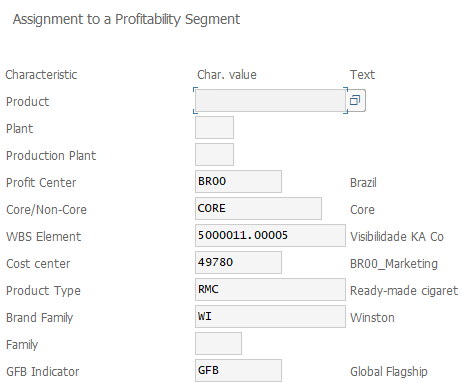 Assignment to a Profitability Segment
Characteristic Char. value Text
Product
Plant
Production Plant
Profit Center BR00 Brazil
Core/Non-Core CORE Core
WBS Element 5000011.00005 Visibilidade KA Co
Cost center 49780 BR00_Marketing
Product Type RMC Ready-made cigaret
Brand Family WI Winston
Family
GFB Indicator GFB Global Flagship